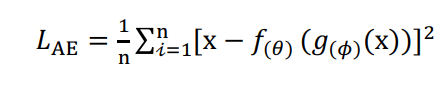 L_AE = 1/n ∑_{i=1}^{n} [x − f_(θ) (g_(ϕ)(x))]^2